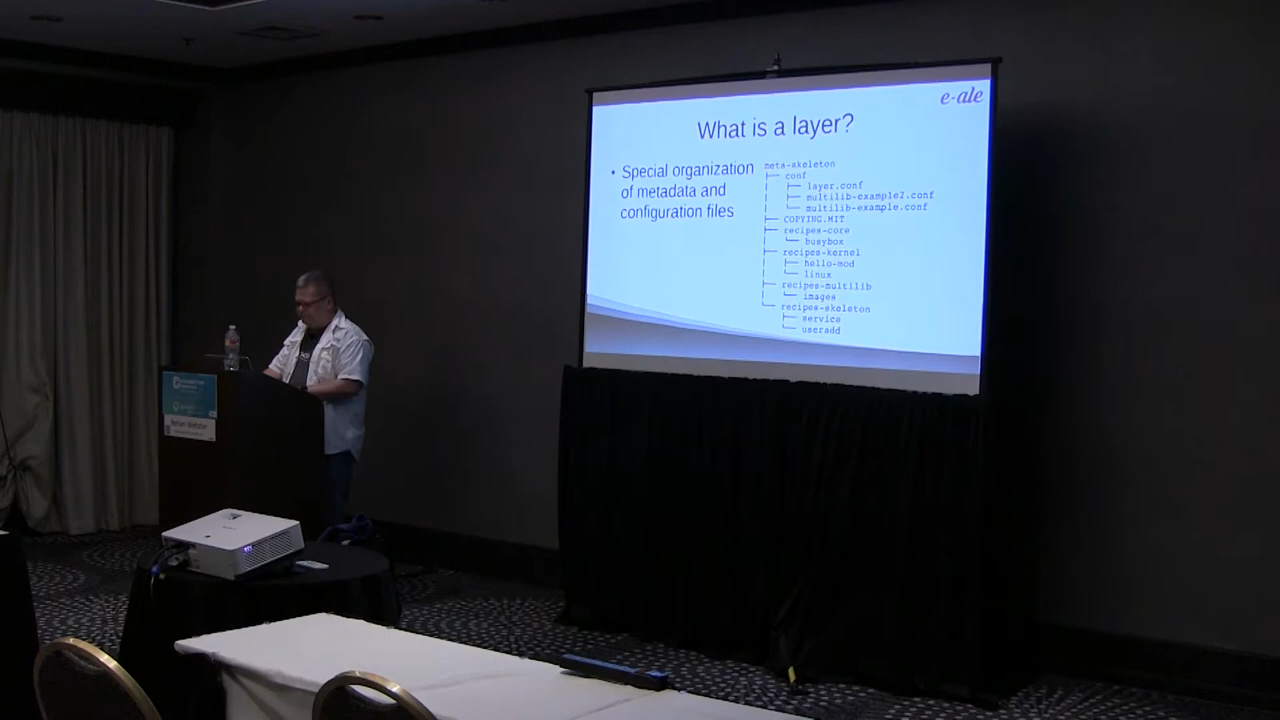 e-ale
What is a layer?
• Special organization
of metadata and
configuration files
meta-skeleton
├── conf
│   ├── layer.conf
│   ├── multilib-example2.conf
│   └── multilib-example.conf
├── COPYING.MIT
├── recipes-core
│   └── busybox
├── recipes-kernel
│   ├── hello-mod
│   └── linux
├── recipes-multilib
│   └── images
└── recipes-skeleton
    ├── service
    └── useradd